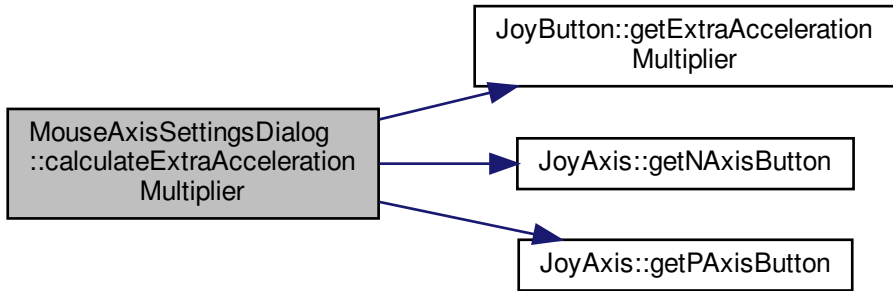 MouseAxisSettingsDialog
::calculateExtraAcceleration
Multiplier
JoyButton::getExtraAcceleration
Multiplier
JoyAxis::getNAxisButton
JoyAxis::getPAxisButton